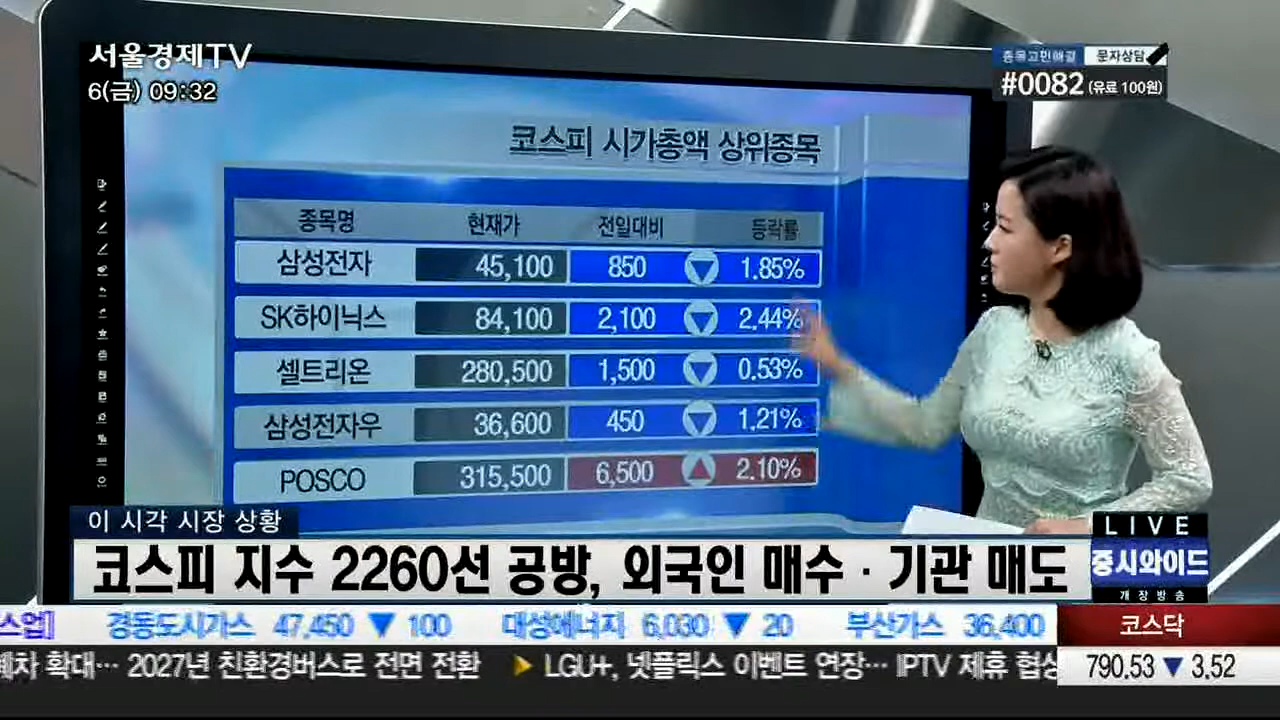 서울경제TV
6(금) 09:32
종목고민해결 문자상담
#0082 (유료 100원)
코스피 시가총액 상위종목
종목명 현재가 전일대비 등락률
삼성전자 45,100 850 ▼ 1.85%
SK하이닉스 84,100 2,100 ▼ 2.44%
셀트리온 280,500 1,500 ▼ 0.53%
삼성전자우 36,600 450 ▼ 1.21%
POSCO 315,500 6,500 ▲ 2.10%
이 시각 시장 상황
코스피 지수 2260선 공방, 외국인 매수·기관 매도
LIVE
증시와이드
개장방송
스업] 경동도시가스 47,450 ▼ 100 대성에너지 6,030 ▼ 20 부산가스 36,400
코스닥
확대… 2027년 친환경버스로 전면 전환 ▶ LGU+, 넷플릭스 이벤트 연장… IPTV 제휴 협상
790.53 ▼ 3.52